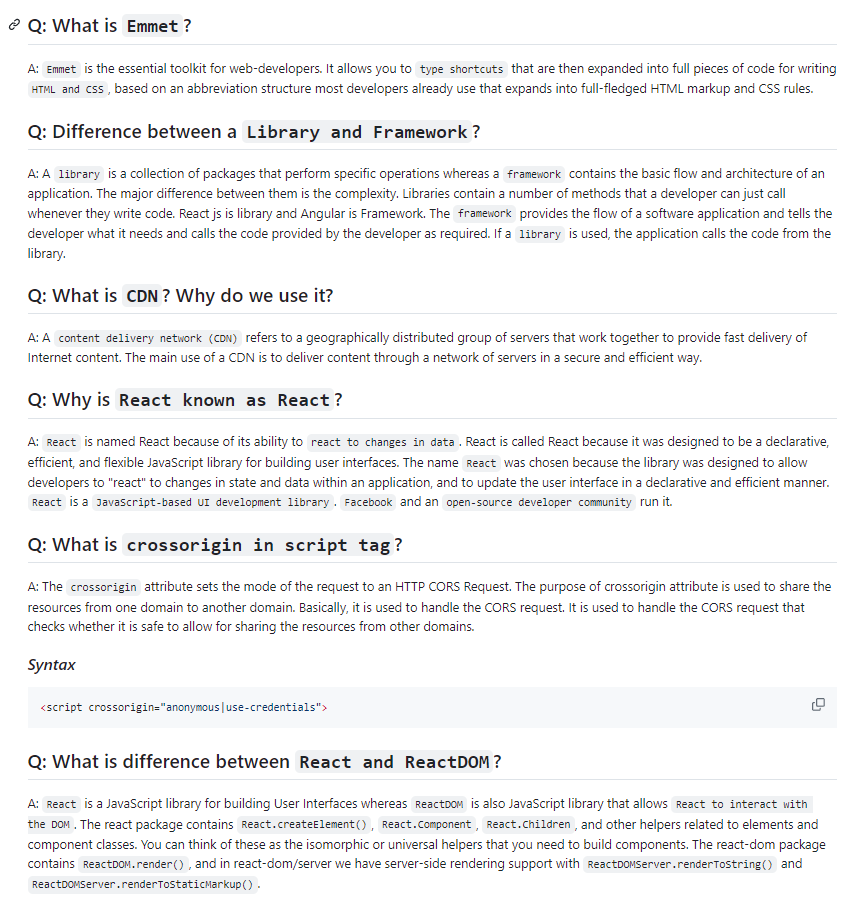 Q: What is Emmet?
A: Emmet is the essential toolkit for web-developers. It allows you to type shortcuts that are then expanded into full pieces of code for writing
HTML and CSS, based on an abbreviation structure most developers already use that expands into full-fledged HTML markup and CSS rules.
Q: Difference between a Library and Framework?
A: A library is a collection of packages that perform specific operations whereas a framework contains the basic flow and architecture of an
application. The major difference between them is the complexity. Libraries contain a number of methods that a developer can just call
whenever they write code. React js is library and Angular is Framework. The framework provides the flow of a software application and tells the
developer what it needs and calls the code provided by the developer as required. If a library is used, the application calls the code from the
library.
Q: What is CDN? Why do we use it?
A: A content delivery network (CDN) refers to a geographically distributed group of servers that work together to provide fast delivery of
Internet content. The main use of a CDN is to deliver content through a network of servers in a secure and efficient way.
Q: Why is React known as React?
A: React is named React because of its ability to react to changes in data. React is called React because it was designed to be a declarative,
efficient, and flexible JavaScript library for building user interfaces. The name React was chosen because the library was designed to allow
developers to "react" to changes in state and data within an application, and to update the user interface in a declarative and efficient manner.
React is a JavaScript-based UI development library. Facebook and an open-source developer community run it.
Q: What is crossorigin in script tag?
A: The crossorigin attribute sets the mode of the request to an HTTP CORS Request. The purpose of crossorigin attribute is used to share the
resources from one domain to another domain. Basically, it is used to handle the CORS request. It is used to handle the CORS request that
checks whether it is safe to allow for sharing the resources from other domains.
Syntax
<script crossorigin="anonymous|use-credentials">
Q: What is difference between React and ReactDOM?
A: React is a JavaScript library for building User Interfaces whereas ReactDOM is also JavaScript library that allows React to interact with
the DOM. The react package contains React.createElement(), React.Component, React.Children, and other helpers related to elements and
component classes. You can think of these as the isomorphic or universal helpers that you need to build components. The react-dom package
contains ReactDOM.render(), and in react-dom/server we have server-side rendering support with ReactDOMServer.renderToString() and
ReactDOMServer.renderToStaticMarkup().